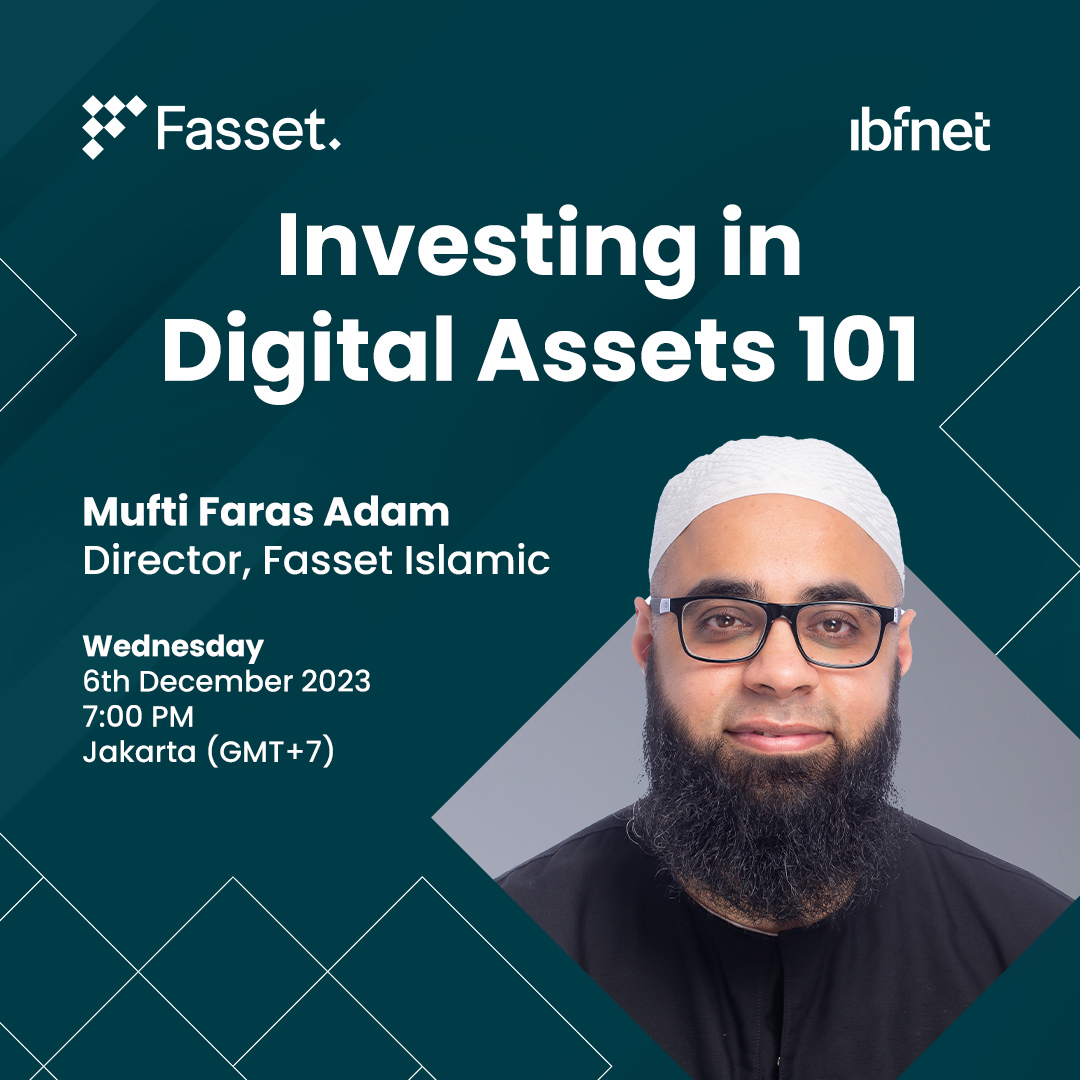 Fasset.
ibfnet
Investing in
Digital Assets 101
Mufti Faras Adam
Director, Fasset Islamic
Wednesday
6th December 2023
7:00 PM
Jakarta (GMT+7)